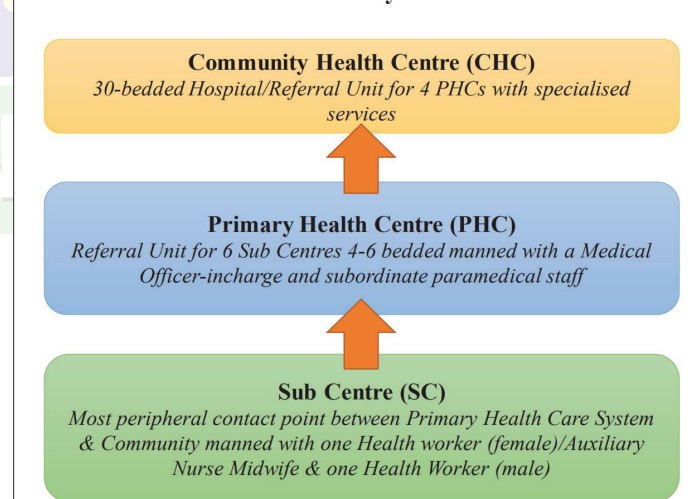 Community Health Centre (CHC)
30-bedded Hospital/Referral Unit for 4 PHCs with specialised
services
Primary Health Centre (PHC)
Referral Unit for 6 Sub Centres 4-6 bedded manned with a Medical
Officer-incharge and subordinate paramedical staff
Sub Centre (SC)
Most peripheral contact point between Primary Health Care System
& Community manned with one Health worker (female)/Auxiliary
Nurse Midwife & one Health Worker (male)